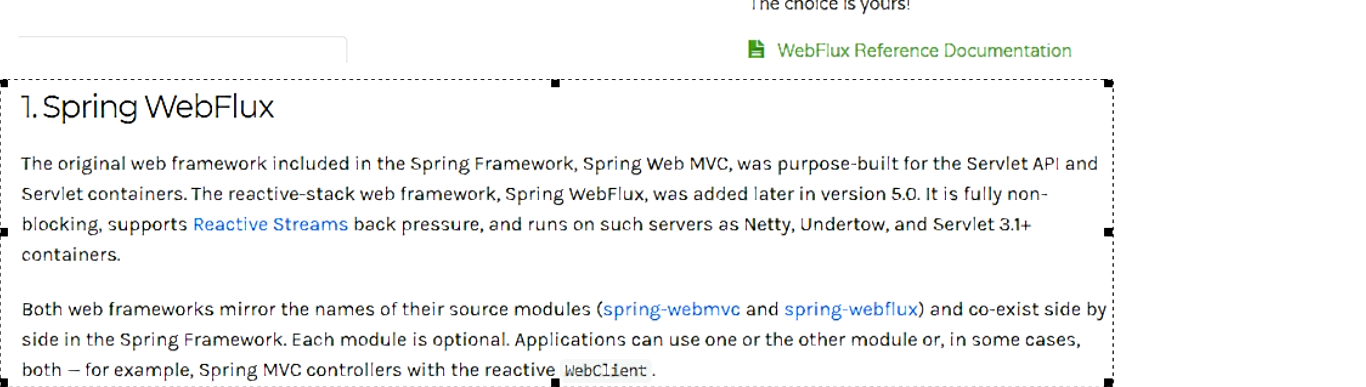 The choice is yours!
WebFlux Reference Documentation
1. Spring WebFlux
The original web framework included in the Spring Framework, Spring Web MVC, was purpose-built for the Servlet API and
Servlet containers. The reactive-stack web framework, Spring WebFlux, was added later in version 5.0. It is fully non-
blocking, supports Reactive Streams back pressure, and runs on such servers as Netty, Undertow, and Servlet 3.1+
containers.
Both web frameworks mirror the names of their source modules (spring-webmvc and spring-webflux) and co-exist side by
side in the Spring Framework. Each module is optional. Applications can use one or the other module or, in some cases,
both — for example, Spring MVC controllers with the reactive WebClient.